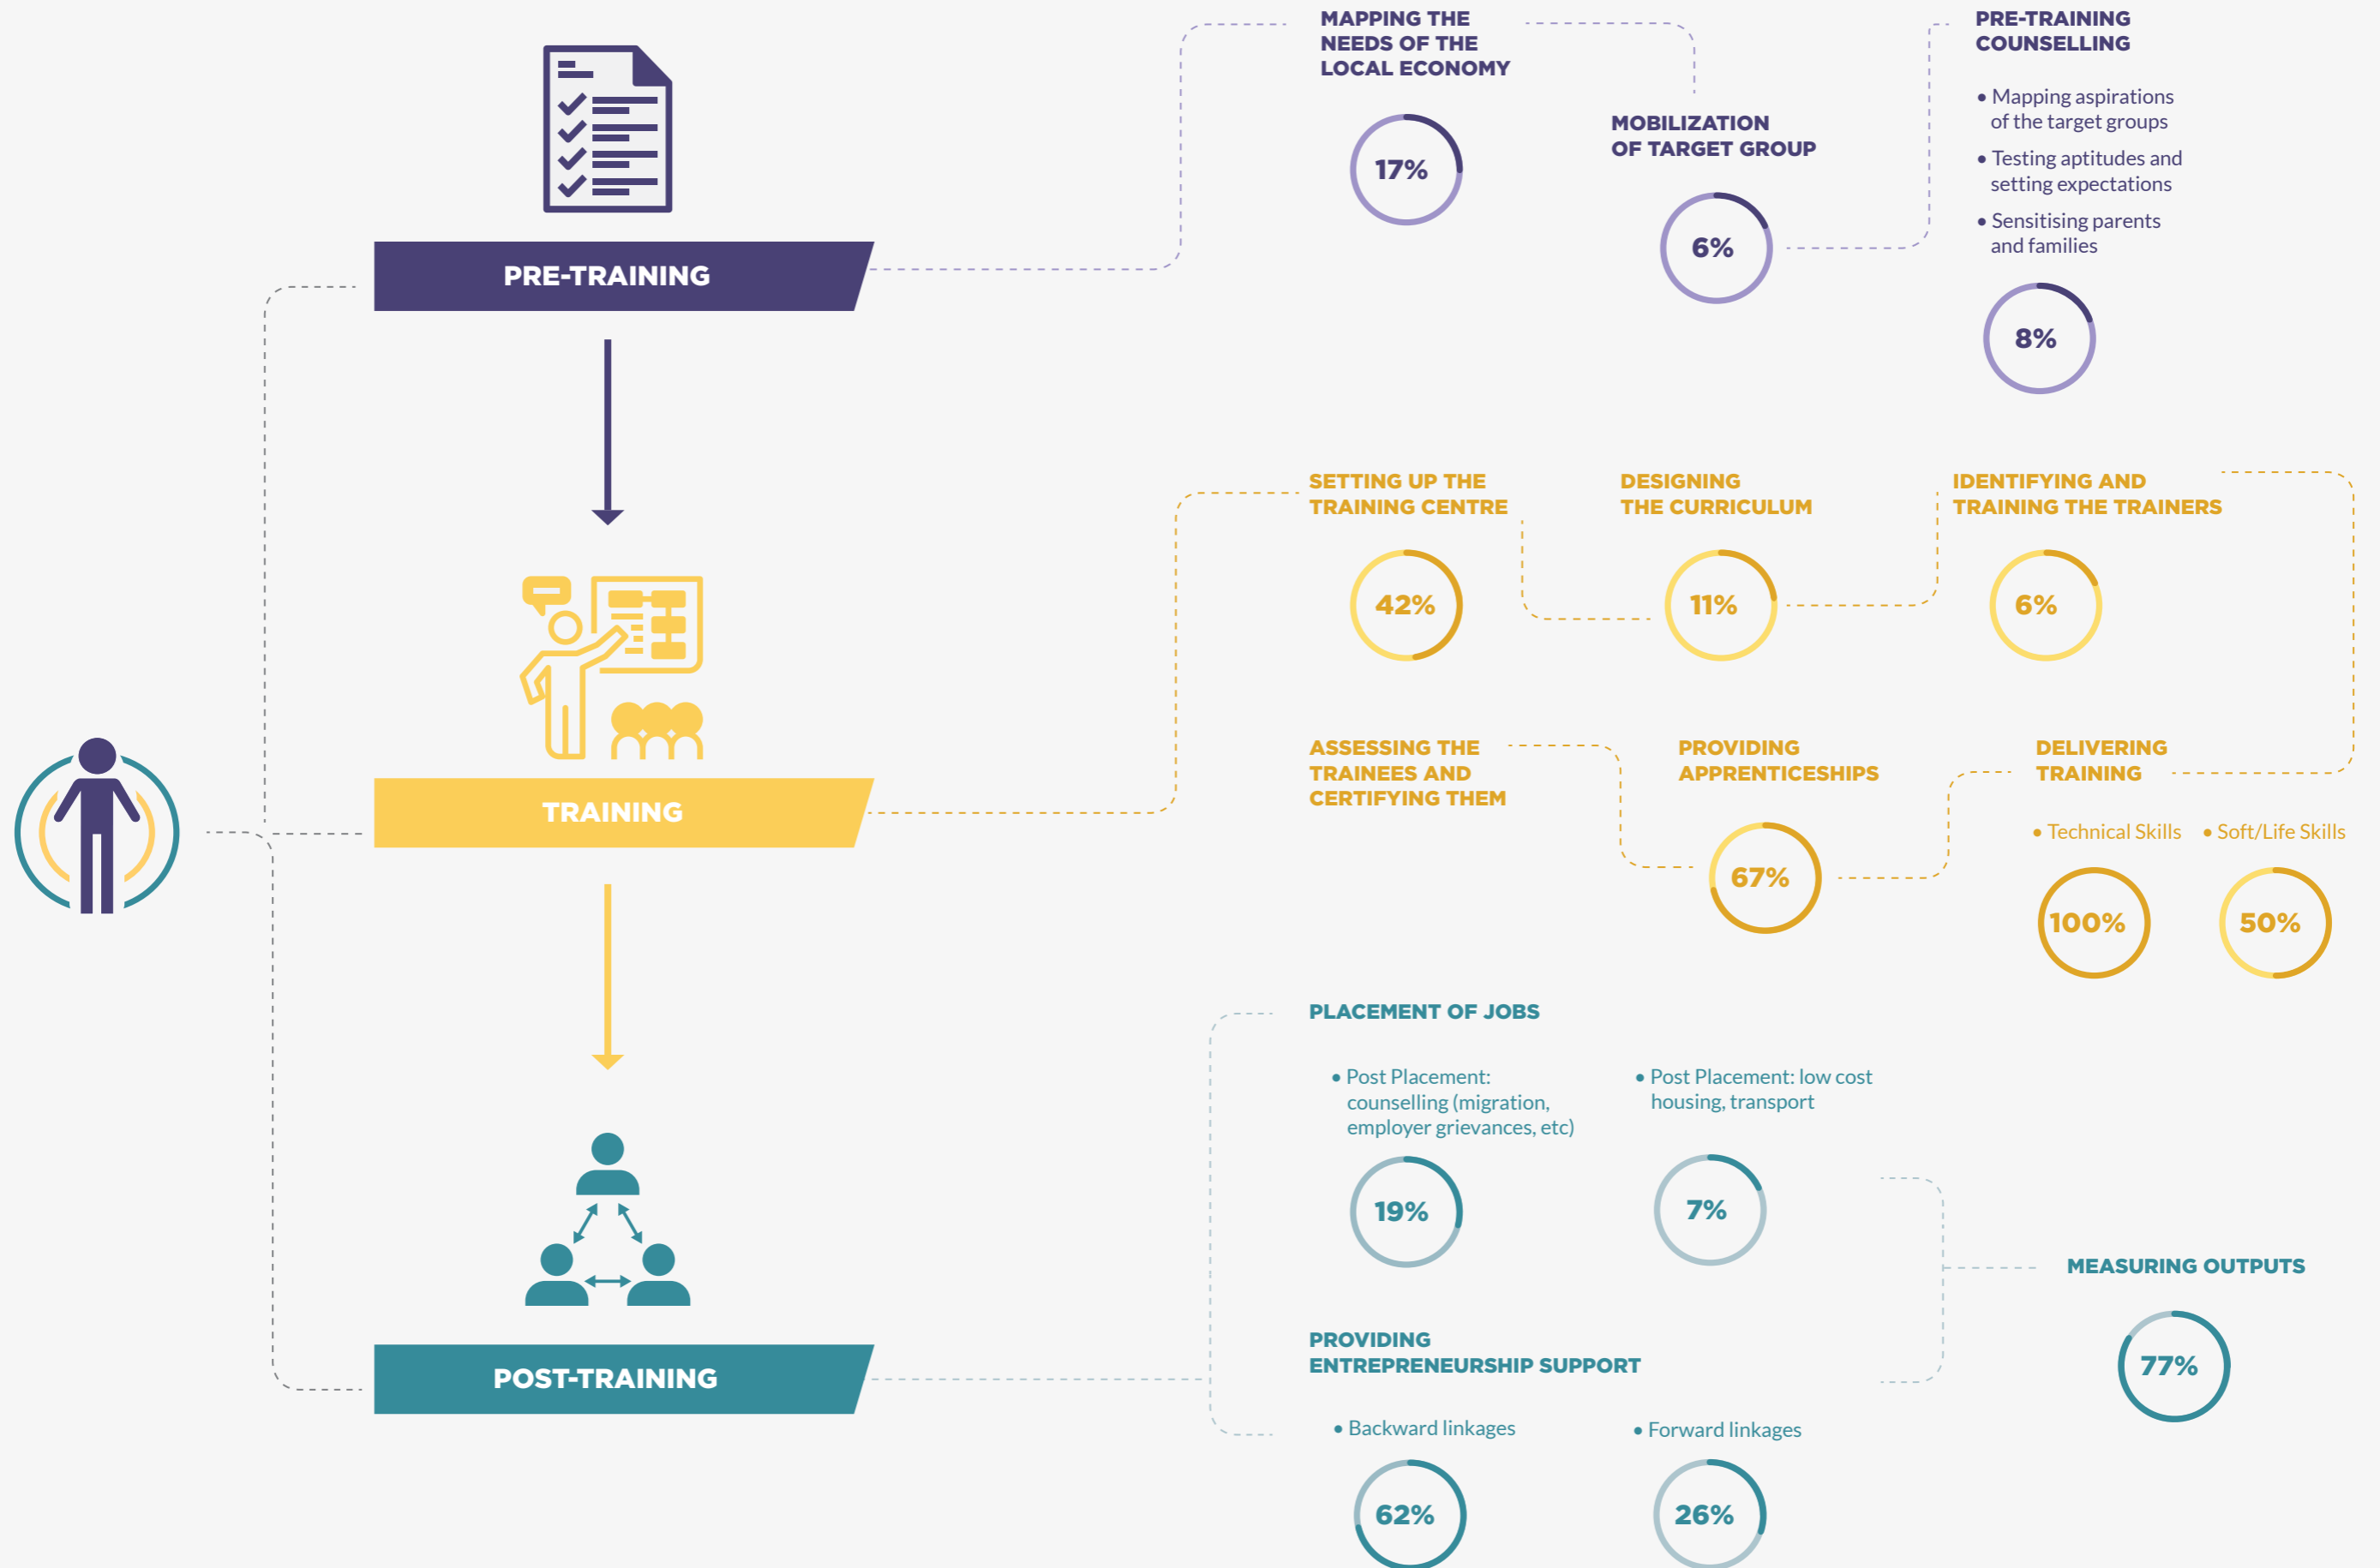 PRE-TRAINING
MAPPING THE
NEEDS OF THE
LOCAL ECONOMY
17%
MOBILIZATION
OF TARGET GROUP
6%
PRE-TRAINING
COUNSELLING
• Mapping aspirations
of the target groups
• Testing aptitudes and
setting expectations
• Sensitising parents
and families
8%
TRAINING
SETTING UP THE
TRAINING CENTRE
42%
DESIGNING
THE CURRICULUM
11%
IDENTIFYING AND
TRAINING THE TRAINERS
6%
DELIVERING
TRAINING
• Technical Skills
100%
• Soft/Life Skills
50%
PROVIDING
APPRENTICESHIPS
67%
ASSESSING THE
TRAINEES AND
CERTIFYING THEM
POST-TRAINING
PLACEMENT OF JOBS
• Post Placement:
counselling (migration,
employer grievances, etc)
19%
• Post Placement: low cost
housing, transport
7%
PROVIDING
ENTREPRENEURSHIP SUPPORT
• Backward linkages
62%
• Forward linkages
26%
MEASURING OUTPUTS
77%